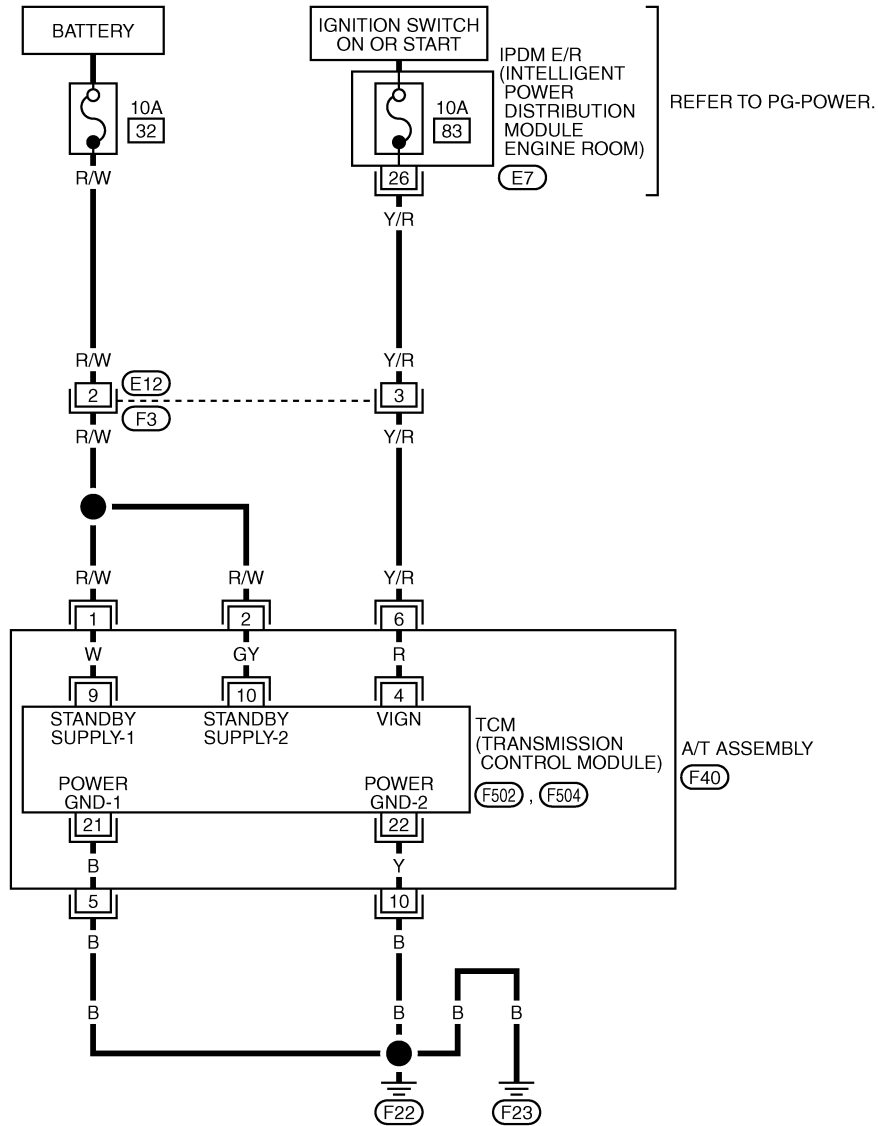 BATTERY
IGNITION SWITCH
ON OR START
10A
32
10A
83
IPDM E/R
(INTELLIGENT
POWER
DISTRIBUTION
MODULE
ENGINE ROOM)
E7
REFER TO PG-POWER.
R/W
26
Y/R
R/W
Y/R
2
E12
F3
3
R/W
Y/R
R/W
R/W
Y/R
1
2
6
W
GY
R
9
10
4
STANDBY
SUPPLY-1
STANDBY
SUPPLY-2
VIGN
TCM
(TRANSMISSION
CONTROL MODULE)
F502 , F504
A/T ASSEMBLY
F40
POWER
GND-1
POWER
GND-2
21
22
B
Y
5
10
B
B
B
B
B
B
F22
F23